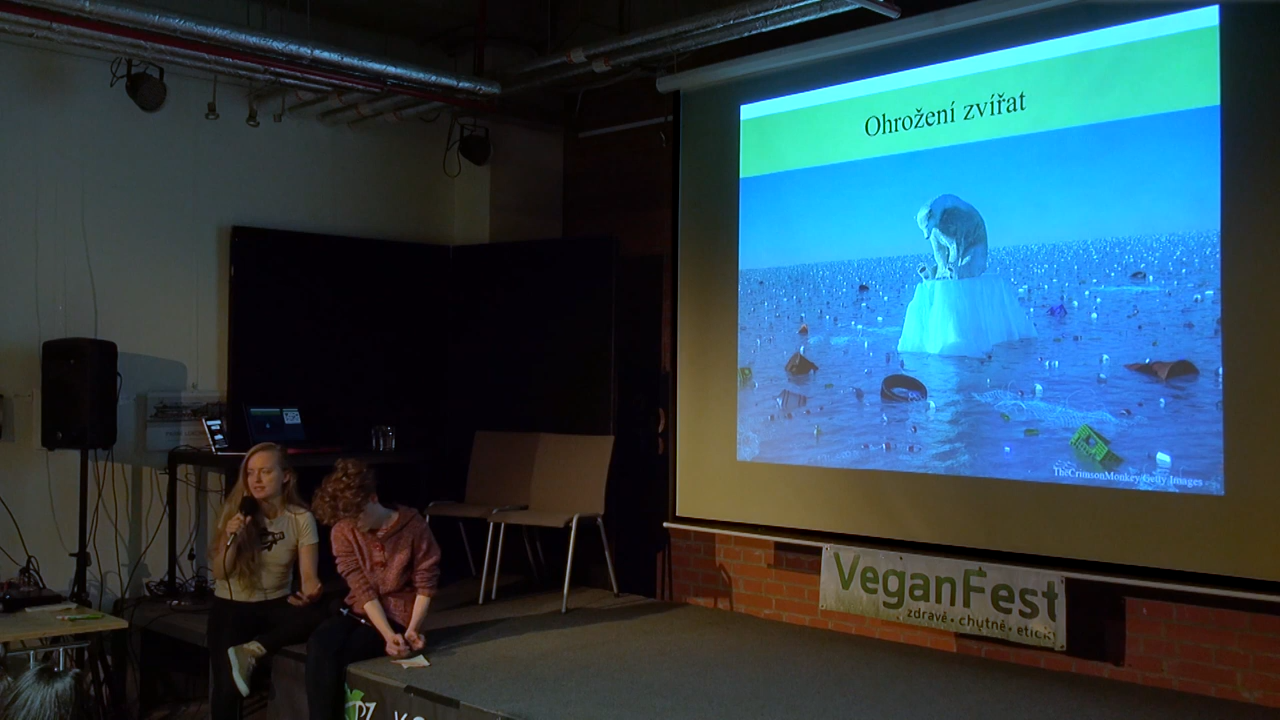 Ohrožení zvířat
TheCrimsonMonkey/Getty Images
VeganFest
zdravě • chutně • eticky